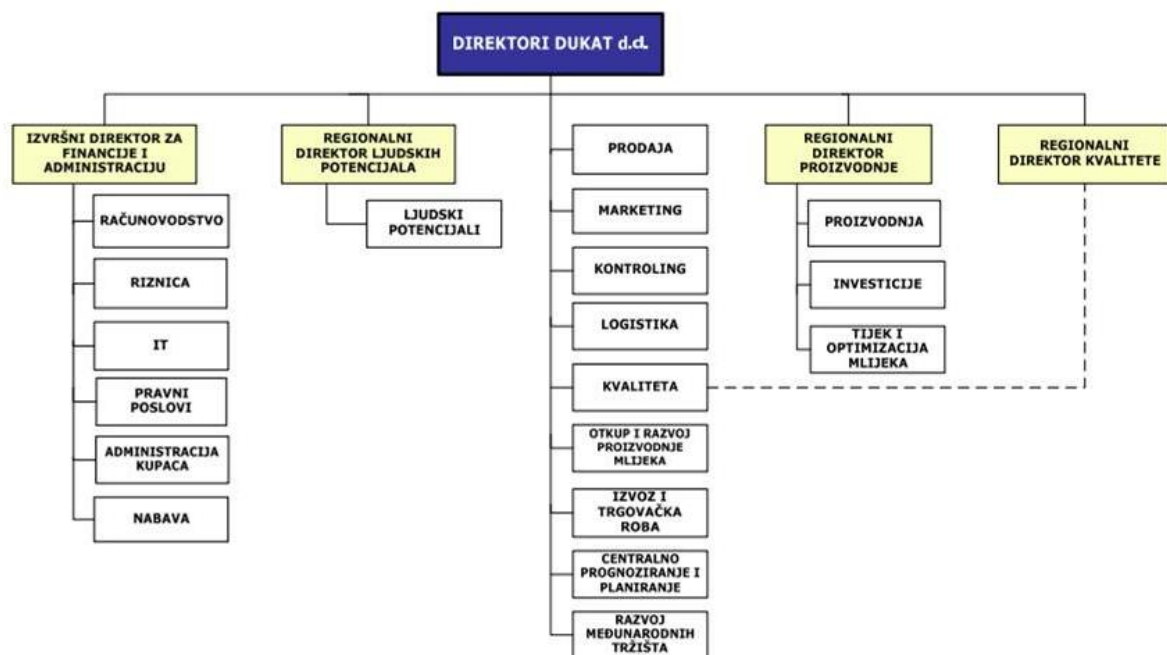 DIREKTORI DUKAT d.d.
IZVRŠNI DIREKTOR ZA
FINANCIJE I
ADMINISTRACIJU
RAČUNOVODSTVO
RIZNICA
IT
PRAVNI
POSLOVI
ADMINISTRACIJA
KUPACA
NABAVA
REGIONALNI
DIREKTOR LJUDSKIH
POTENCIJALA
LJUDSKI
POTENCIJALI
PRODAJA
MARKETING
KONTROLING
LOGISTIKA
KVALITETA
OTKUP I RAZVOJ
PROIZVODNJE
MLIJEKA
IZVOZ I
TRGOVAČKA
ROBA
CENTRALNO
PROGNOZIRANJE I
PLANIRANJE
RAZVOJ
MEĐUNARODNIH
TRŽIŠTA
REGIONALNI
DIREKTOR
PROIZVODNJE
PROIZVODNJA
INVESTICIJE
TIJEK I
OPTIMIZACIJA
MLIJEKA
REGIONALNI
DIREKTOR KVALITETE